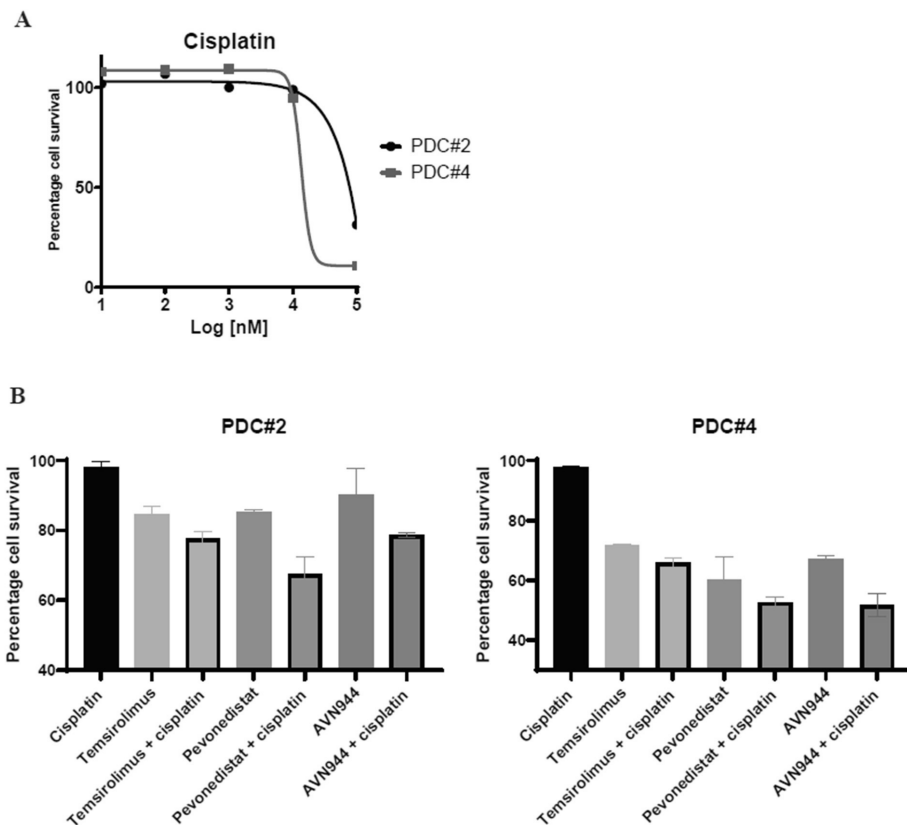 A
Cisplatin
Percentage cell survival
100
50
0
1 2 3 4 5
Log [nM]
PDC#2
PDC#4
B
PDC#2
Percentage cell survival
100
80
60
40
Cisplatin
Temsirolimus
Temsirolimus + cisplatin
Pevonedistat
Pevonedistat + cisplatin
AVN944
AVN944 + cisplatin
PDC#4
Percentage cell survival
100
80
60
40
Cisplatin
Temsirolimus
Temsirolimus + cisplatin
Pevonedistat
Pevonedistat + cisplatin
AVN944
AVN944 + cisplatin